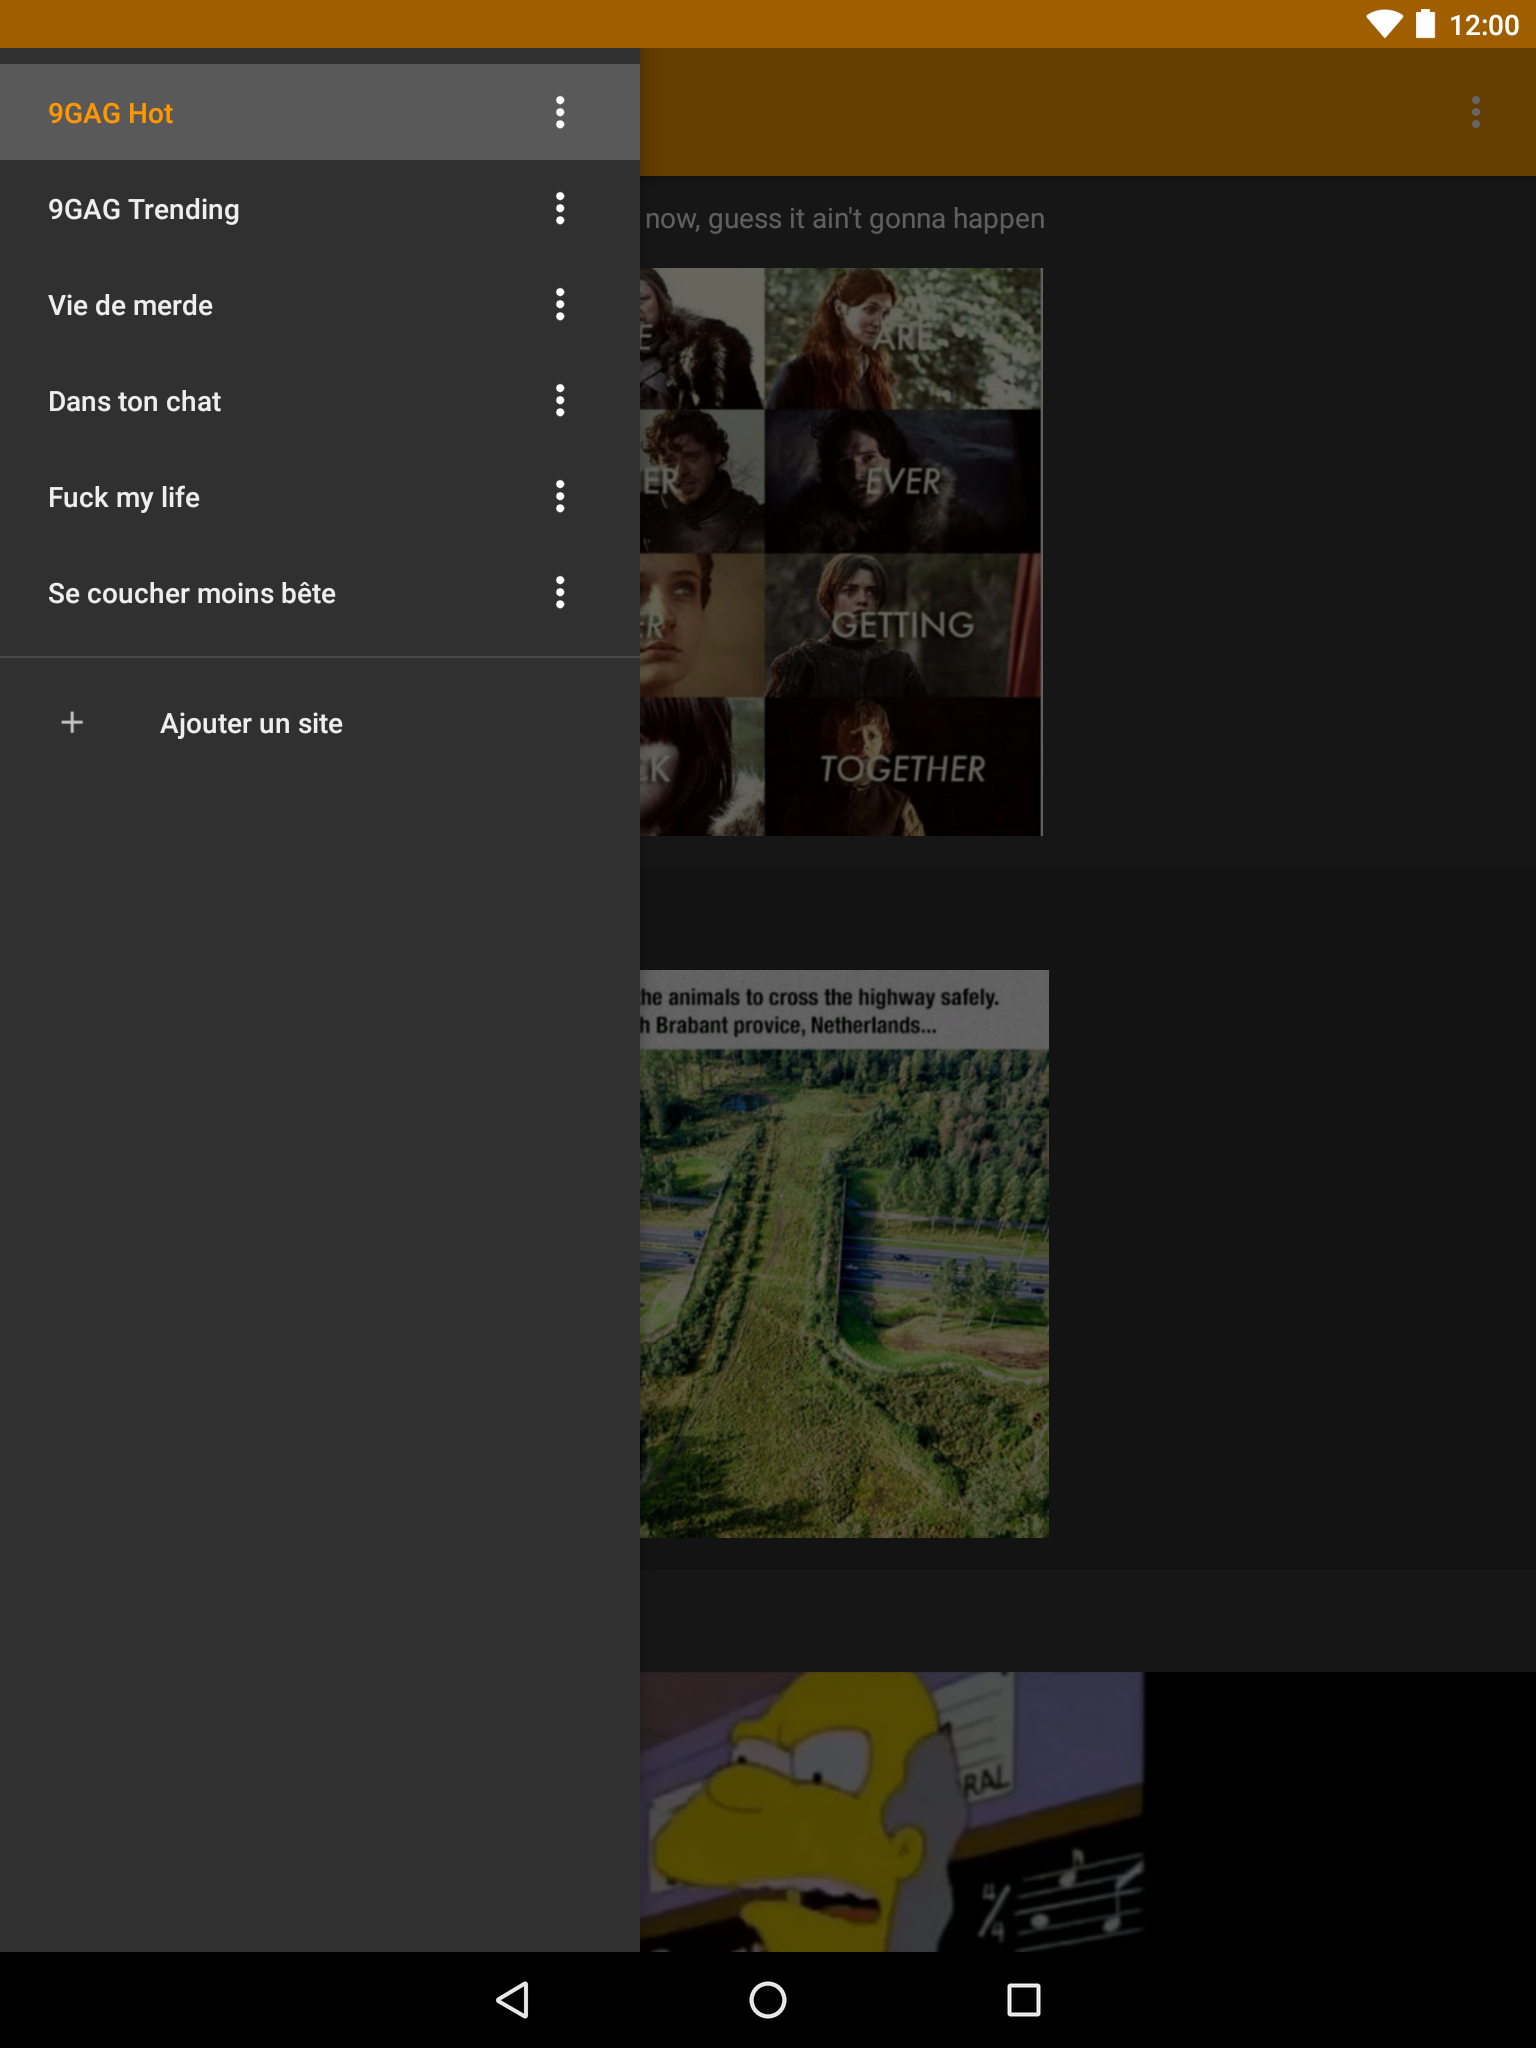 12:00
9GAG Hot
9GAG Trending
Vie de merde
Dans ton chat
Fuck my life
Se coucher moins bête
Ajouter un site
now, guess it ain't gonna happen
ARE
ER EVER
GETTING
TOGETHER
he animals to cross the highway safely.
h Brabant provice, Netherlands...
RAL
4/4